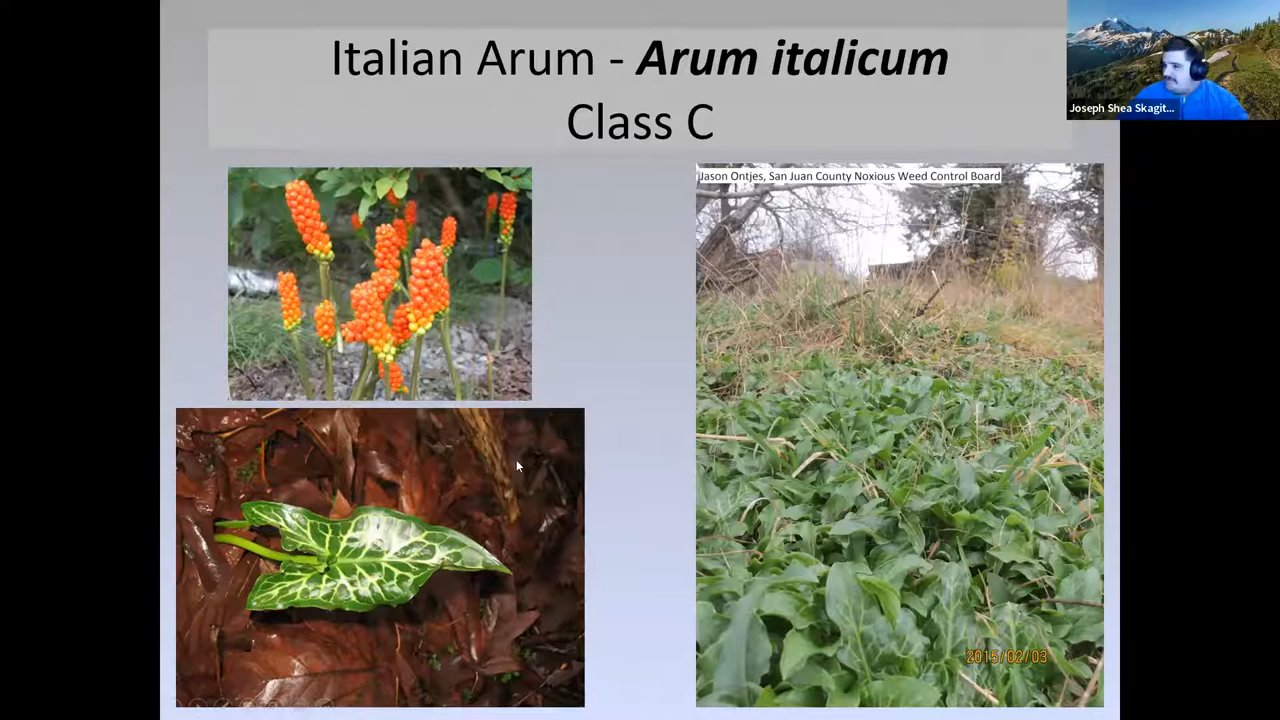 Italian Arum - Arum italicum
Class C
Joseph Shea Skagit...
Jason Ontjes, San Juan County Noxious Weed Control Board
2015/02/03